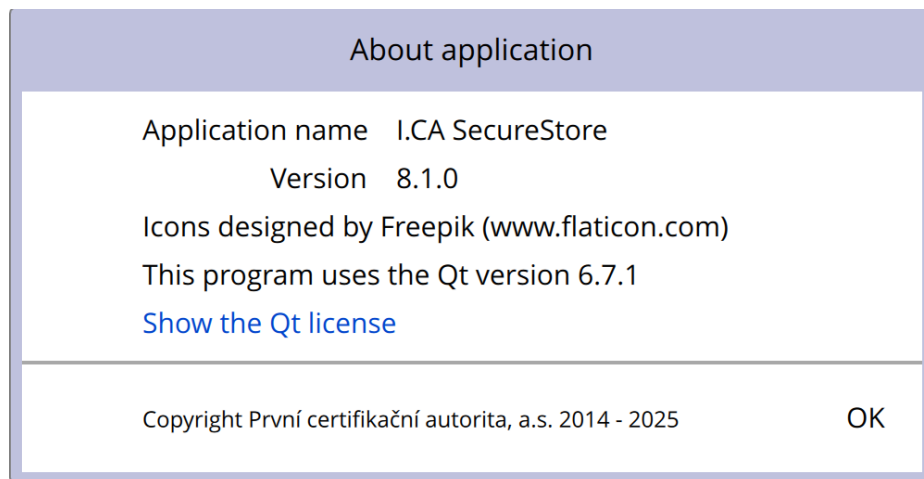 About application
Application name I.CA SecureStore
Version 8.1.0
Icons designed by Freepik (www.flaticon.com)
This program uses the Qt version 6.7.1
Show the Qt license
Copyright První certifikační autorita, a.s. 2014 - 2025
OK